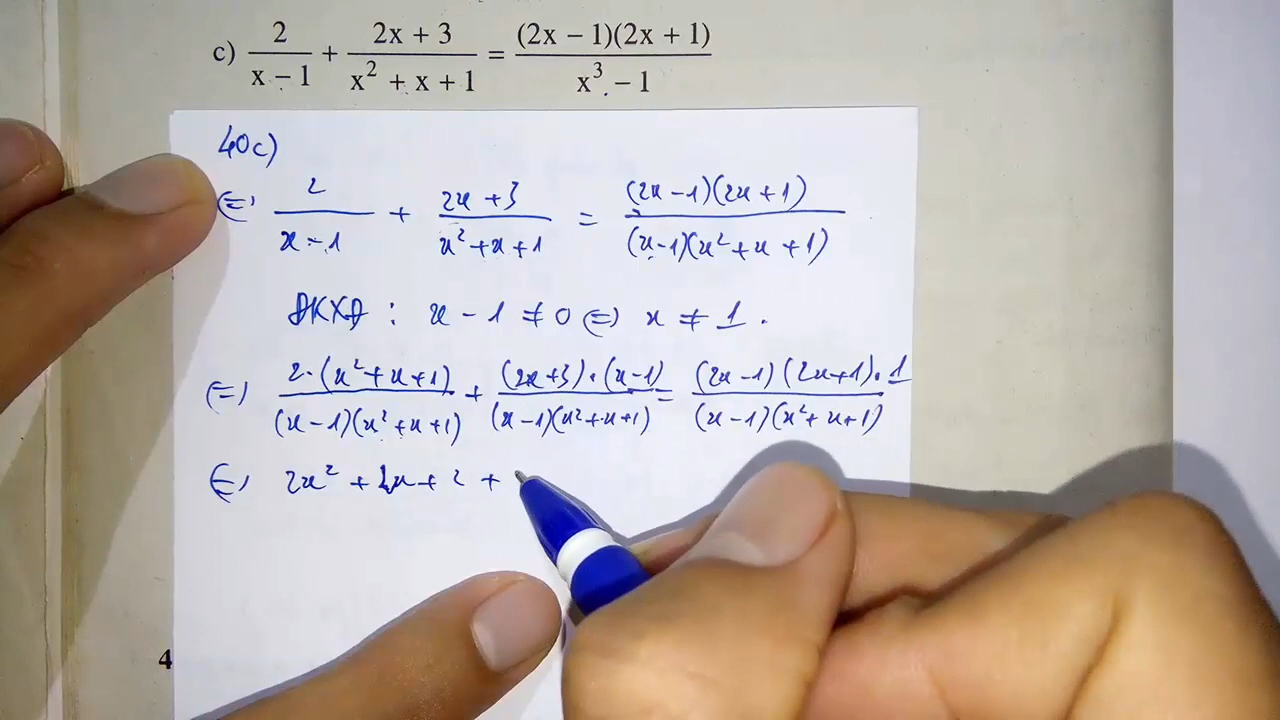 c) 2/(x – 1) + (2x + 3)/(x² + x + 1) = ((2x – 1)(2x + 1))/(x³ – 1)
40c)
⇔ 2/(x – 1) + (2x + 3)/(x² + x + 1) = ((2x – 1)(2x + 1))/((x – 1)(x² + x + 1))
ĐKXĐ : x – 1 ≠ 0 ⇔ x ≠ 1.
⇔ (2·(x² + x + 1))/((x – 1)(x² + x + 1)) + ((2x + 3)·(x – 1))/((x – 1)(x² + x + 1)) = ((2x – 1)(2x + 1)·1)/((x – 1)(x² + x + 1))
⇔ 2x² + 2x + 2 +
4